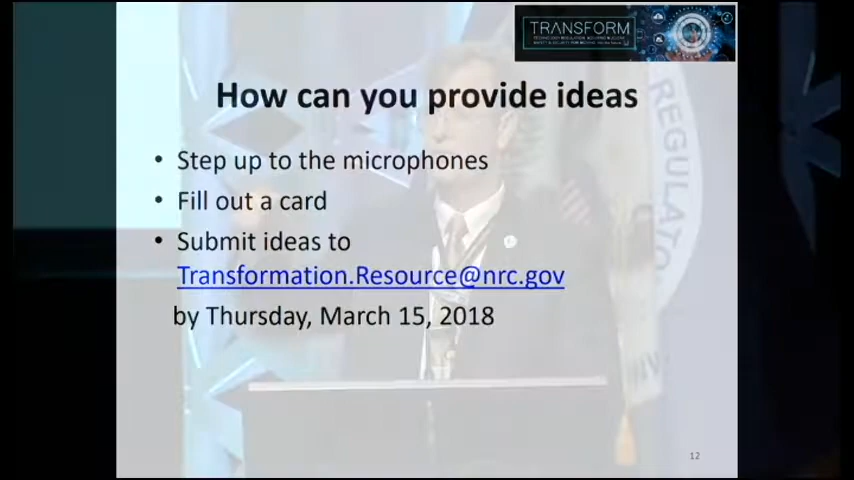 TRANSFORM
How can you provide ideas
• Step up to the microphones
• Fill out a card
• Submit ideas to
Transformation.Resource@nrc.gov
by Thursday, March 15, 2018
REGULATO
12